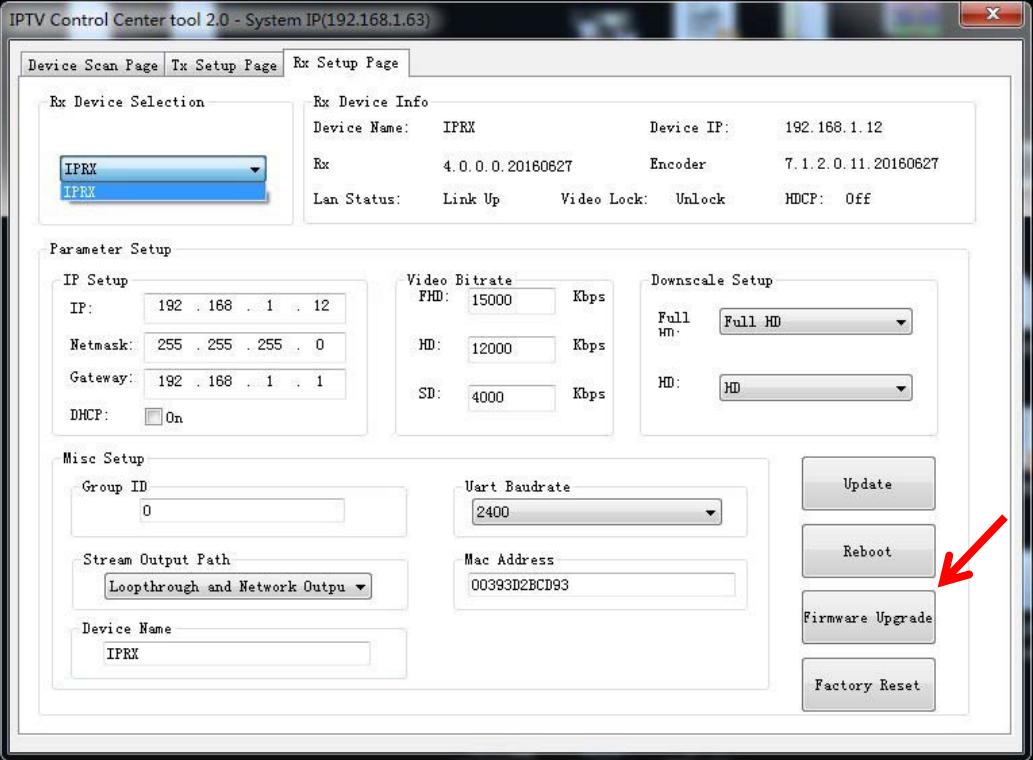 IPTV Control Center tool 2.0 - System IP(192.168.1.63)
Device Scan Page Tx Setup Page Rx Setup Page
Rx Device Selection
IPRX
IPRX
Rx Device Info
Device Name: IPRX Device IP: 192.168.1.12
Rx 4.0.0.0.20160627 Encoder 7.1.2.0.11.20160627
Lan Status: Link Up Video Lock: Unlock HDCP: Off
Parameter Setup
IP Setup
IP: 192 . 168 . 1 . 12
Netmask: 255 . 255 . 255 . 0
Gateway: 192 . 168 . 1 . 1
DHCP: On
Video Bitrate
FHD: 15000 Kbps
HD: 12000 Kbps
SD: 4000 Kbps
Downscale Setup
Full
HD: Full HD
HD: HD
Misc Setup
Group ID
0
Uart Baudrate
2400
Stream Output Path
Loopthrough and Network Outpu
Mac Address
00393D2BCD93
Device Name
IPRX
Update
Reboot
Firmware Upgrade
Factory Reset